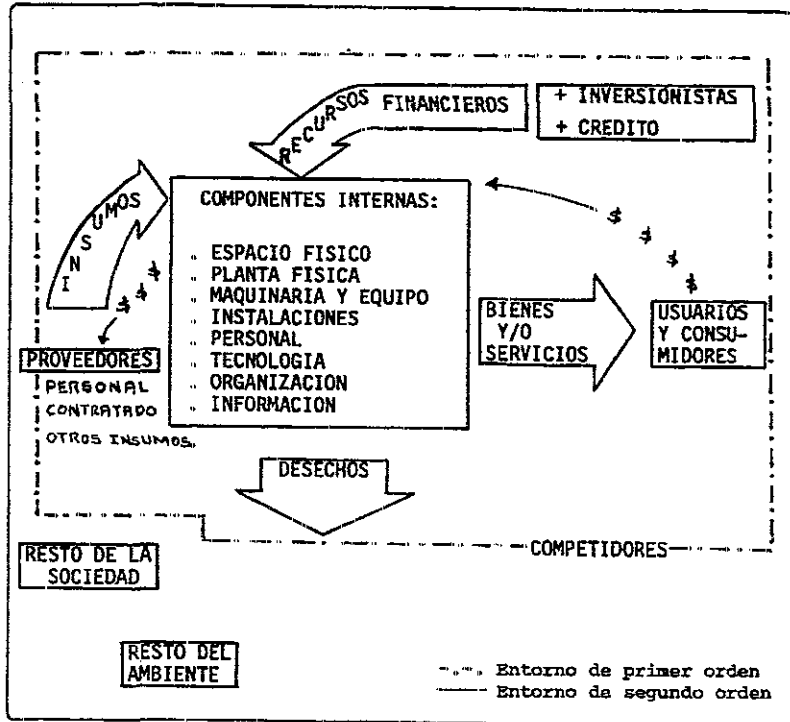 RECURSOS FINANCIEROS
+ INVERSIONISTAS
+ CREDITO
INSUMOS
$ $ $
COMPONENTES INTERNAS:
. ESPACIO FISICO
. PLANTA FISICA
. MAQUINARIA Y EQUIPO
. INSTALACIONES
. PERSONAL
. TECNOLOGIA
. ORGANIZACION
. INFORMACION
$ $ $ $
BIENES
Y/O
SERVICIOS
USUARIOS
Y CONSU-
MIDORES
PROVEEDORES
PERSONAL
CONTRATADO
OTROS INSUMOS.
DESECHOS
COMPETIDORES
RESTO DE LA
SOCIEDAD
RESTO DEL
AMBIENTE
Entorno de primer orden
Entorno de segundo orden